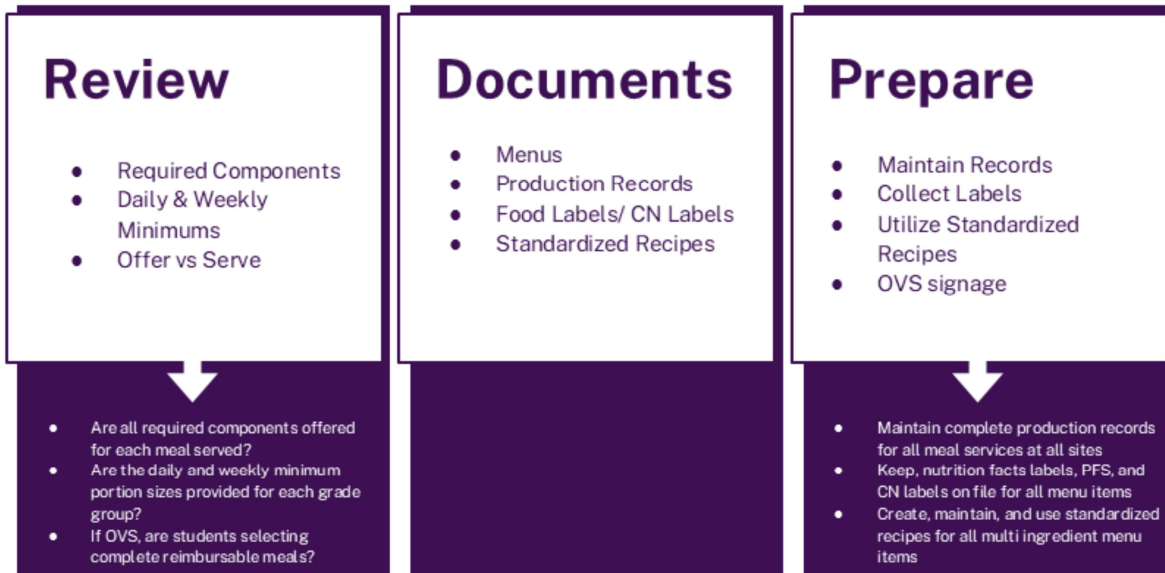 Review
● Required Components
● Daily & Weekly
Minimums
● Offer vs Serve
● Are all required components offered
for each meal served?
● Are the daily and weekly minimum
portion sizes provided for each grade
group?
● If OVS, are students selecting
complete reimbursable meals?
Documents
● Menus
● Production Records
● Food Labels/ CN Labels
● Standardized Recipes
Prepare
● Maintain Records
● Collect Labels
● Utilize Standardized
Recipes
● OVS signage
● Maintain complete production records
for all meal services at all sites
● Keep, nutrition facts labels, PFS, and
CN labels on file for all menu items
● Create, maintain, and use standardized
recipes for all multi ingredient menu
items